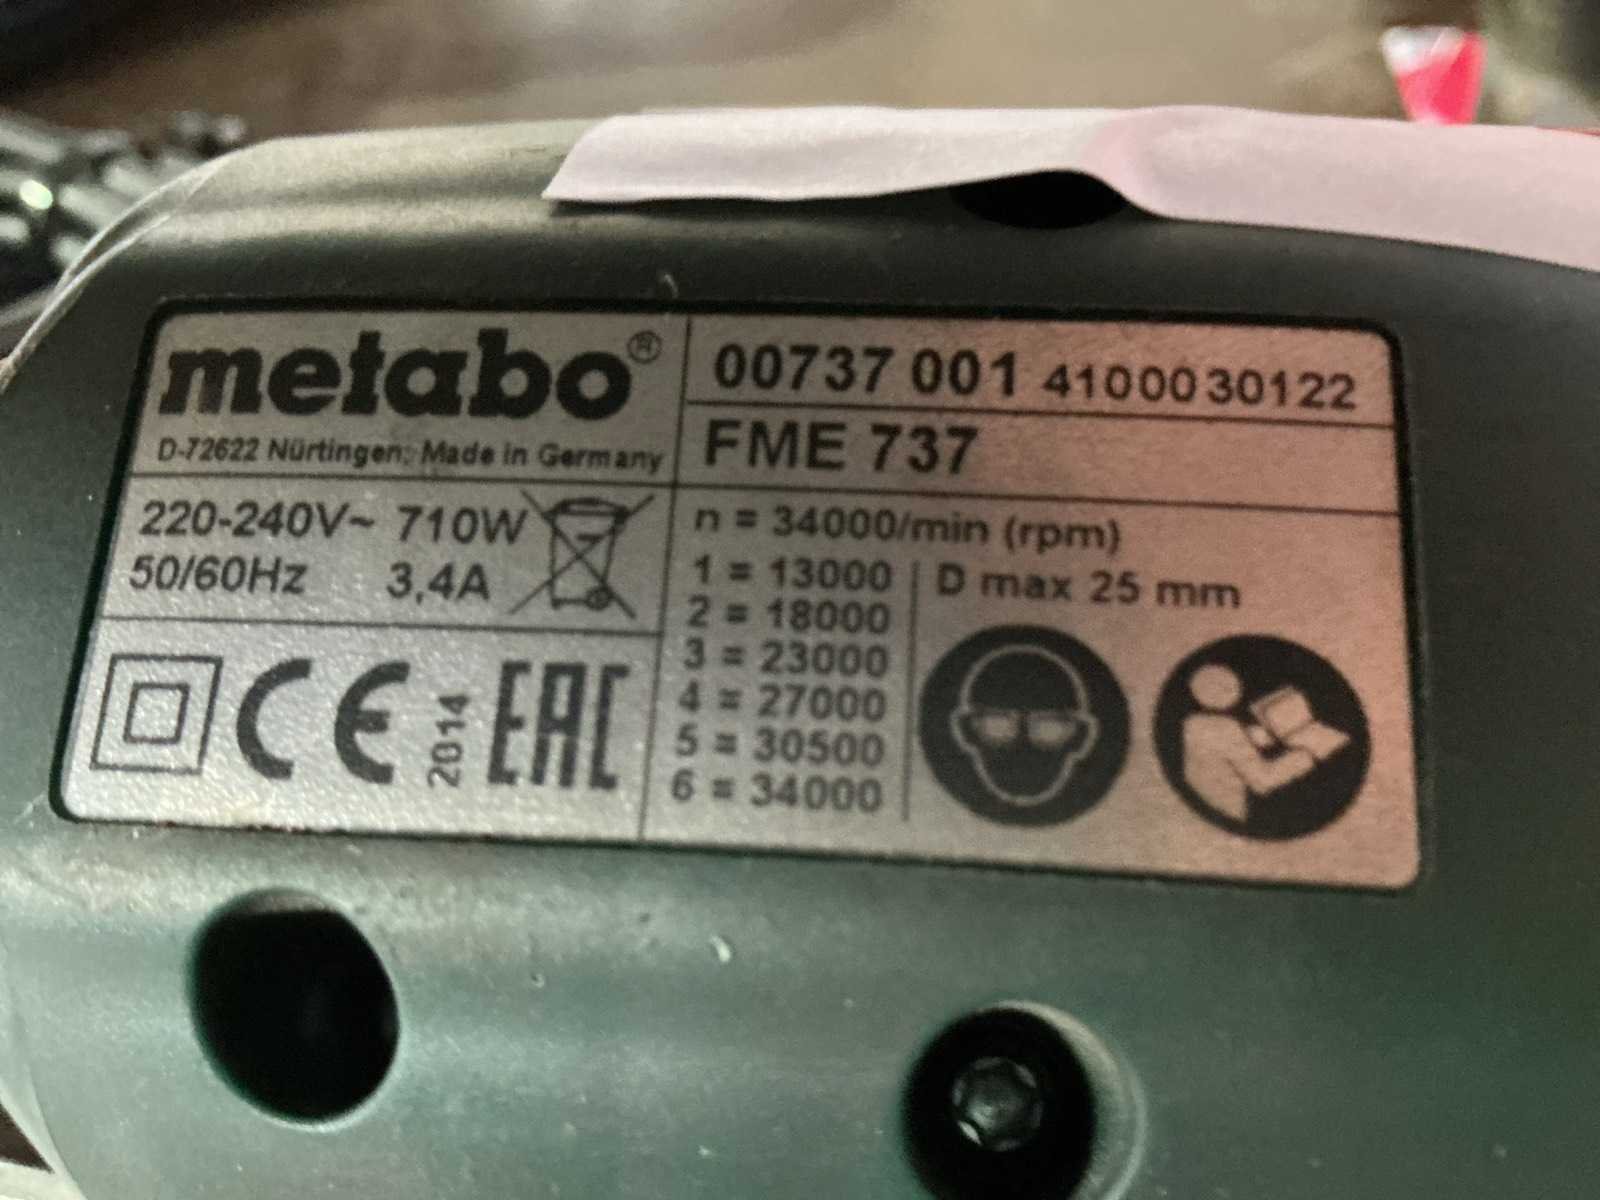 metabo®
D-72622 Nürtingen; Made in Germany
220-240V~ 710W
50/60Hz 3,4A
CE
2014
EAC
00737 001 41000 30122
FME 737
n = 34000/min (rpm)
1 = 13000
2 = 18000
3 = 23000
4 = 27000
5 = 30500
6 = 34000
D max 25 mm